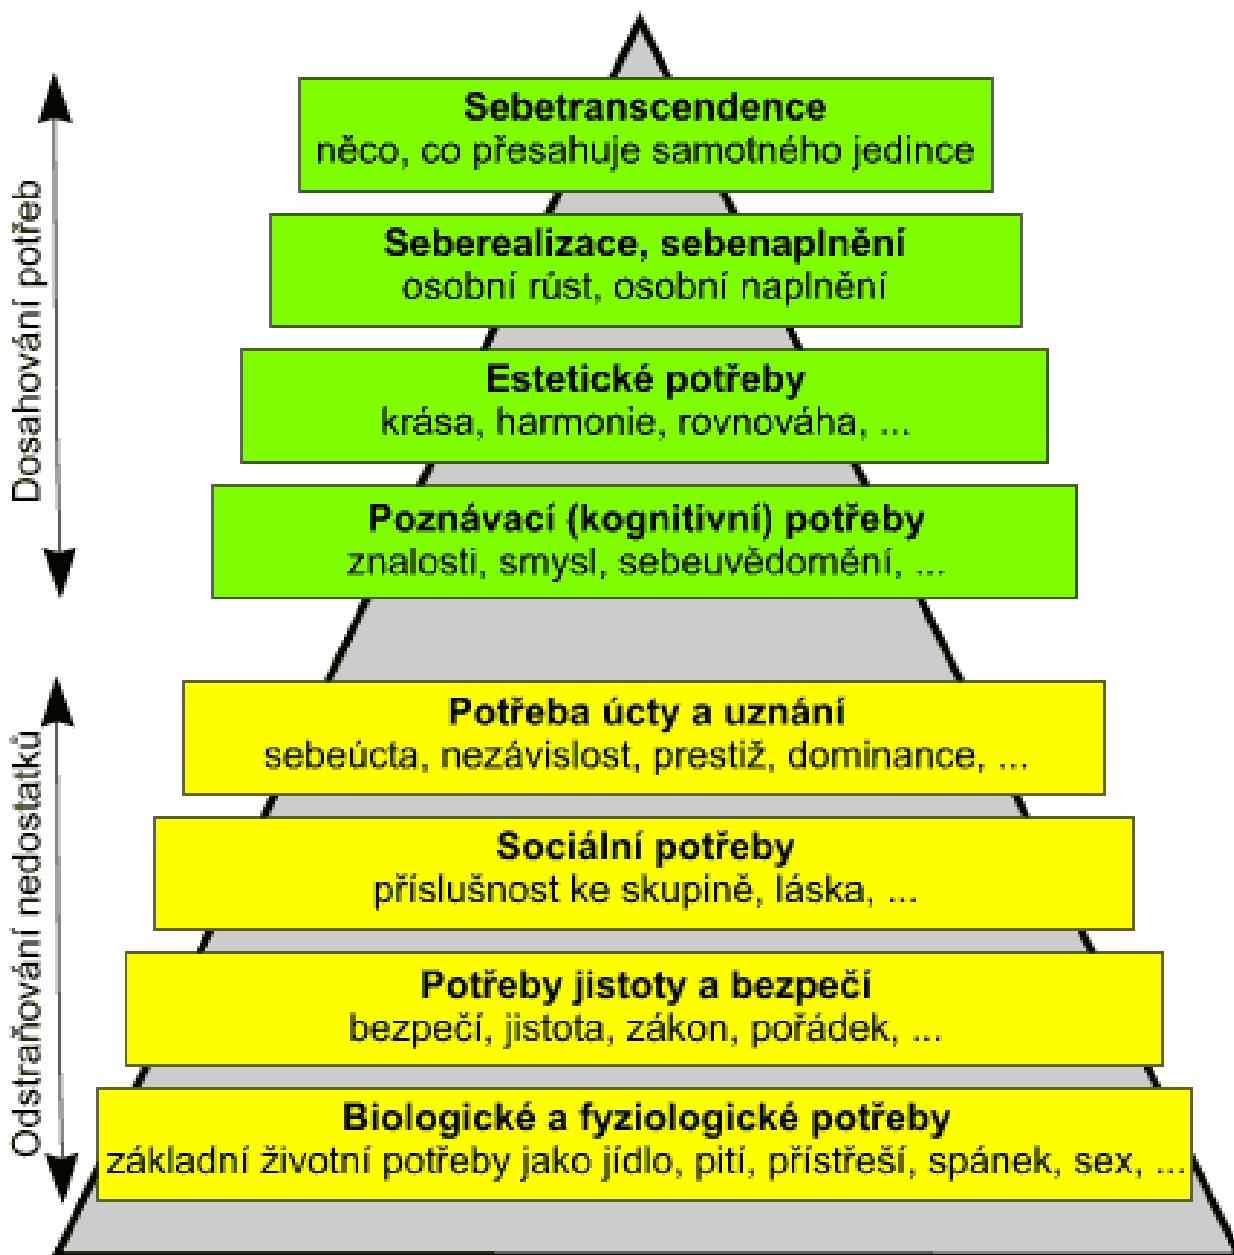 Sebetranscendence
něco, co přesahuje samotného jedince
Seberealizace, sebenaplnění
osobní růst, osobní naplnění
Estetické potřeby
krása, harmonie, rovnováha, ...
Poznávací (kognitivní) potřeby
znalosti, smysl, sebeuvědomění, ...
Dosahování potřeb
Potřeba úcty a uznání
sebeúcta, nezávislost, prestiž, dominance, ...
Sociální potřeby
příslušnost ke skupině, láska, ...
Potřeby jistoty a bezpečí
bezpečí, jistota, zákon, pořádek, ...
Biologické a fyziologické potřeby
základní životní potřeby jako jídlo, pití, přístřeší, spánek, sex, ...
Odstraňování nedostatků